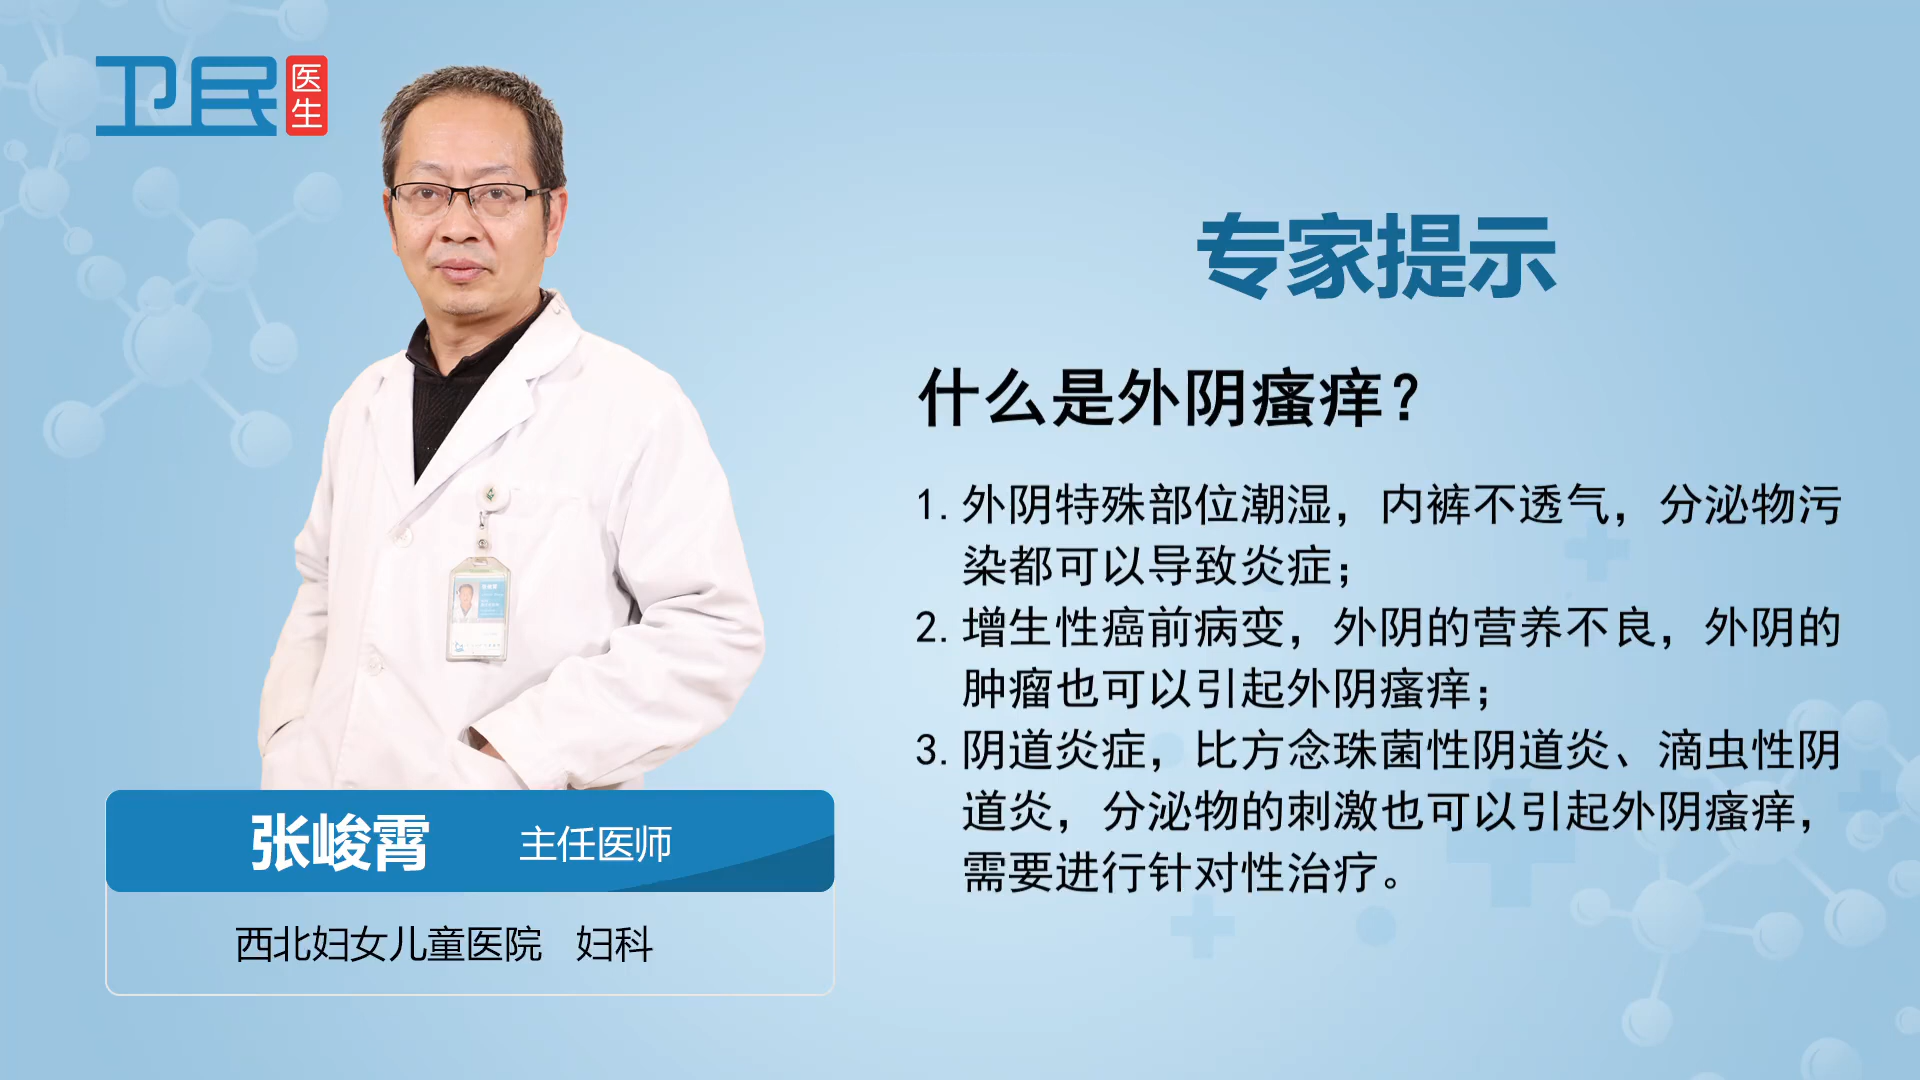 卫民医生
专家提示
什么是外阴瘙痒？
1. 外阴特殊部位潮湿，内裤不透气，分泌物污
染都可以导致炎症；
2. 增生性癌前病变，外阴的营养不良，外阴的
肿瘤也可以引起外阴瘙痒；
3. 阴道炎症，比方念珠菌性阴道炎、滴虫性阴
道炎，分泌物的刺激也可以引起外阴瘙痒，
需要进行针对性治疗。
张峻霄 主任医师
西北妇女儿童医院 妇科